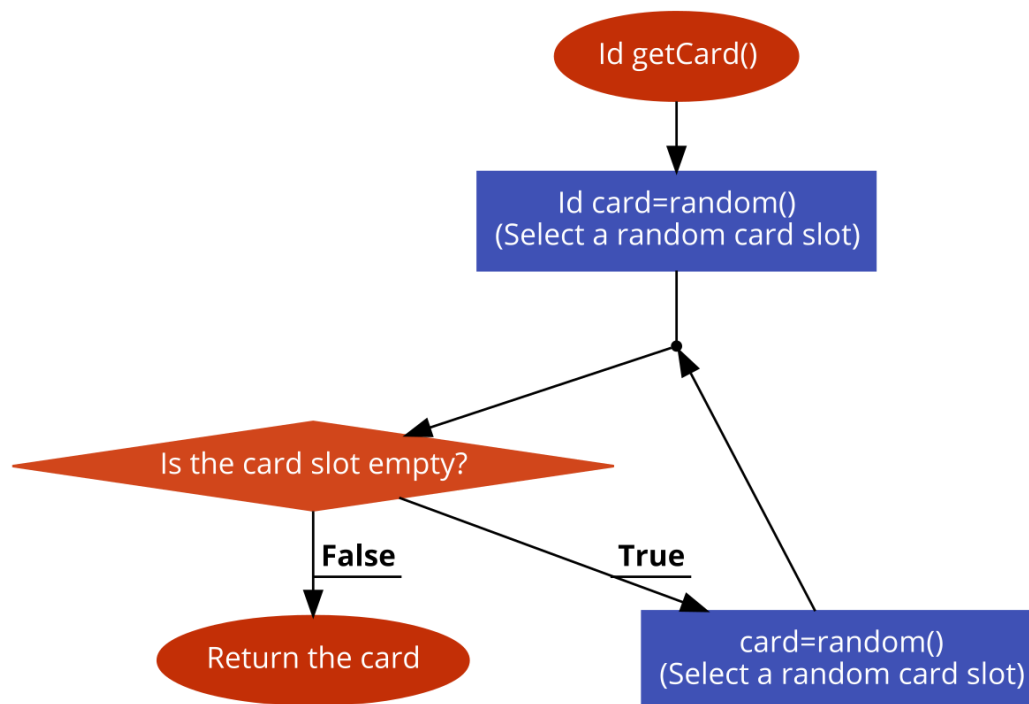 Id getCard()
Id card=random()
(Select a random card slot)
Is the card slot empty?
False
True
Return the card
card=random()
(Select a random card slot)